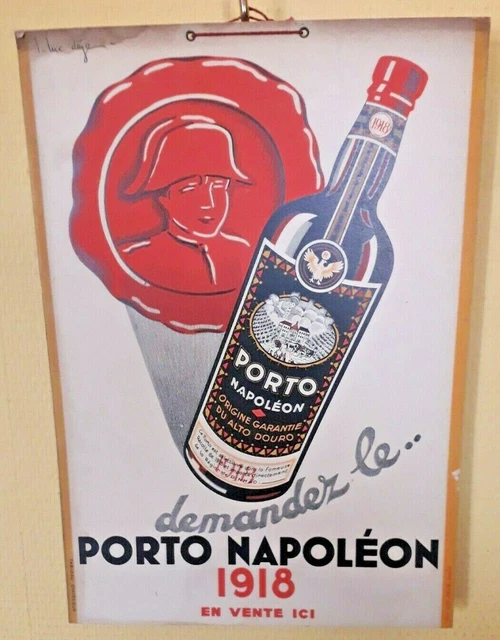 1918
PORTO
NAPOLÉON
ORIGINE GARANTIE
DU ALTO DOURO
demandez le..
PORTO NAPOLÉON
1918
EN VENTE ICI